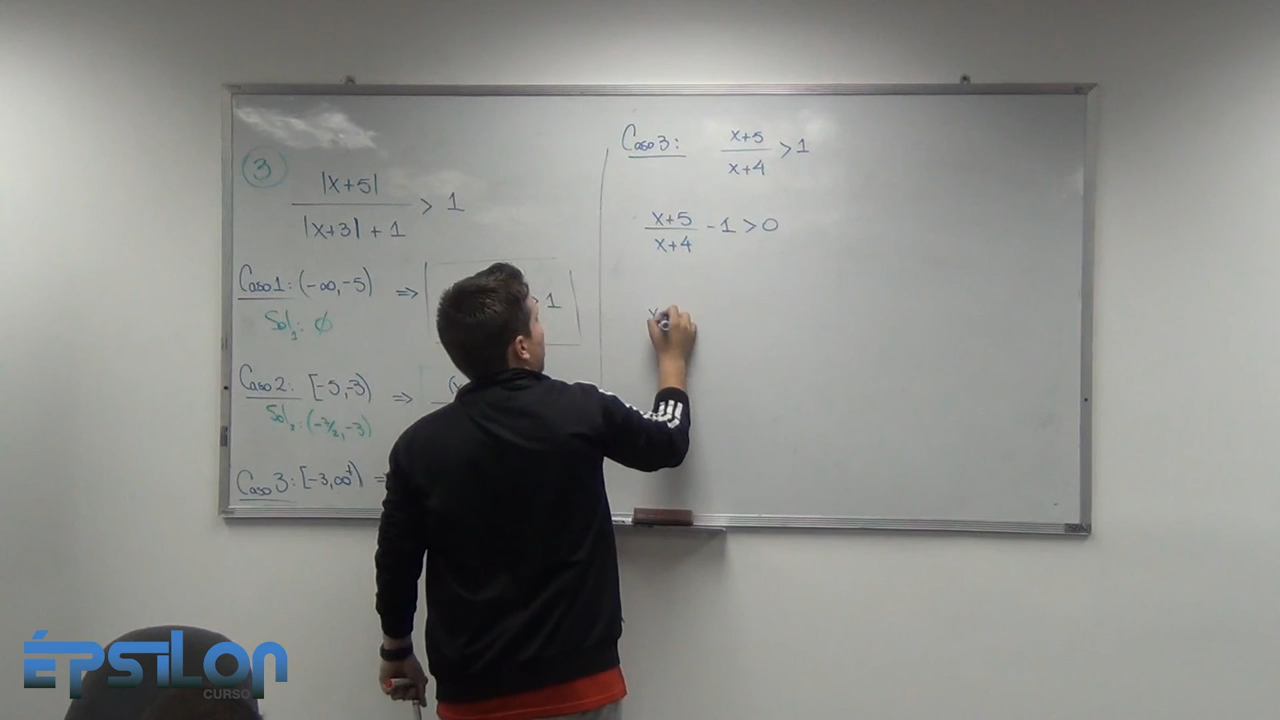 3
|x+5|
|x+3| + 1
> 1
Caso 1: (-∞,-5) ⇒ > 1
Sol₁: ∅
Caso 2: [-5,-3) ⇒
Sol₂: (-7/2,-3)
Caso 3: [-3,∞⁺) ⇒
Caso 3:
x+5
x+4
> 1
x+5
x+4
- 1 > 0
ÉPSILON
CURSO